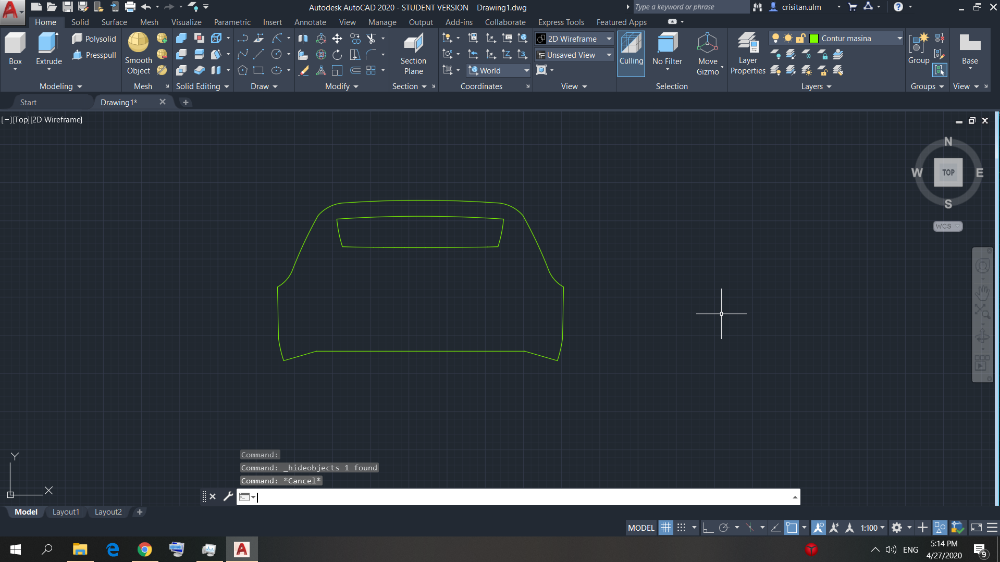 Autodesk AutoCAD 2020 - STUDENT VERSION Drawing1.dwg
Type a keyword or phrase
crisitan.ulm
Home Solid Surface Mesh Visualize Parametric Insert Annotate View Manage Output Add-ins Collaborate Express Tools Featured Apps
Box
Extrude
Polysolid
Presspull
Smooth
Object
Section
Plane
World
2D Wireframe
Unsaved View
Culling
No Filter
Move
Gizmo
Layer
Properties
Contur masina
Group
Base
Modeling Mesh Solid Editing Draw Modify Section Coordinates View Selection Layers Groups View
Start Drawing1*
[−][Top][2D Wireframe]
N
W TOP E
S
WCS
Y
X
Command:
Command: _hideobjects 1 found
Command: *Cancel*
Model Layout1 Layout2
MODEL 1:100
ENG
5:14 PM
4/27/2020
9